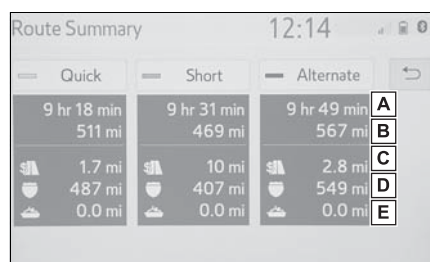 Route Summary 12:14 0
Quick Short Alternate
9 hr 18 min 9 hr 31 min 9 hr 49 min A
511 mi 469 mi 567 mi B
1.7 mi 10 mi 2.8 mi C
487 mi 407 mi 549 mi D
0.0 mi 0.0 mi 0.0 mi E